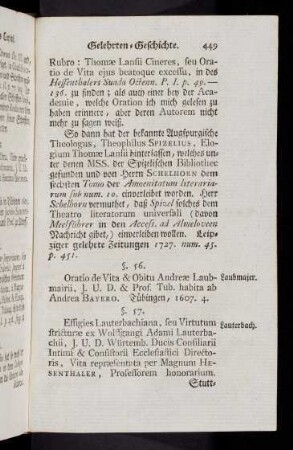 Gelehrten-Geschichte. 449
Rubro: Thomæ Lansii Cineres, seu Ora-
tio de Vita ejus beatoque excessu, in des
Hessenthalers Suada Octenn. P. I. p. 49.—
136. zu finden; als auch einer bey der Aca-
demie, welche Oration ich mich gelesen zu
haben erinnere, aber deren Autorem nicht
mehr zu sagen weiß.
So dann hat der bekannte Augspurgische
Theologus, Theophilus SPIZELIUS, Elo-
gium Thomæ Lansii hinterlassen, welches un-
ter denen MSS. der Spizelischen Bibliothec
gefunden und von Herrn SCHELHORN dem
sechsten Tomo der Amoenitatum literaria-
rum sub num. 10. einverleibet worden. Herr
Schelhorn vermuthet, daß Spizel solches dem
Theatro literatorum universali (davon
Meelführer in den Access. ad Almeloveen
Nachricht gibet,) einverleiben wollen. Leip-
ziger gelehrte Zeitungen 1727. num. 45.
p. 451.
§. 56.
Oratio de Vita & Obitu Andreæ Laub-
mairii, J. U. D. & Prof. Tub. habita ab
Andrea BAYERO. Tübingen, 1607. 4.
Laubmajer.
§. 57.
Effigies Lauterbachiana, seu Virtutum
stricturæ ex Wolffgangi Adami Lauterba-
chii, J. U. D. Würtemb. Ducis Consiliarii
Intimi & Consistorii Ecclesiastici Directo-
ris, Vita repræsentata per Magnum HE-
SENTHALER, Professorem honorarium.
Lauterbach.
Stutt-